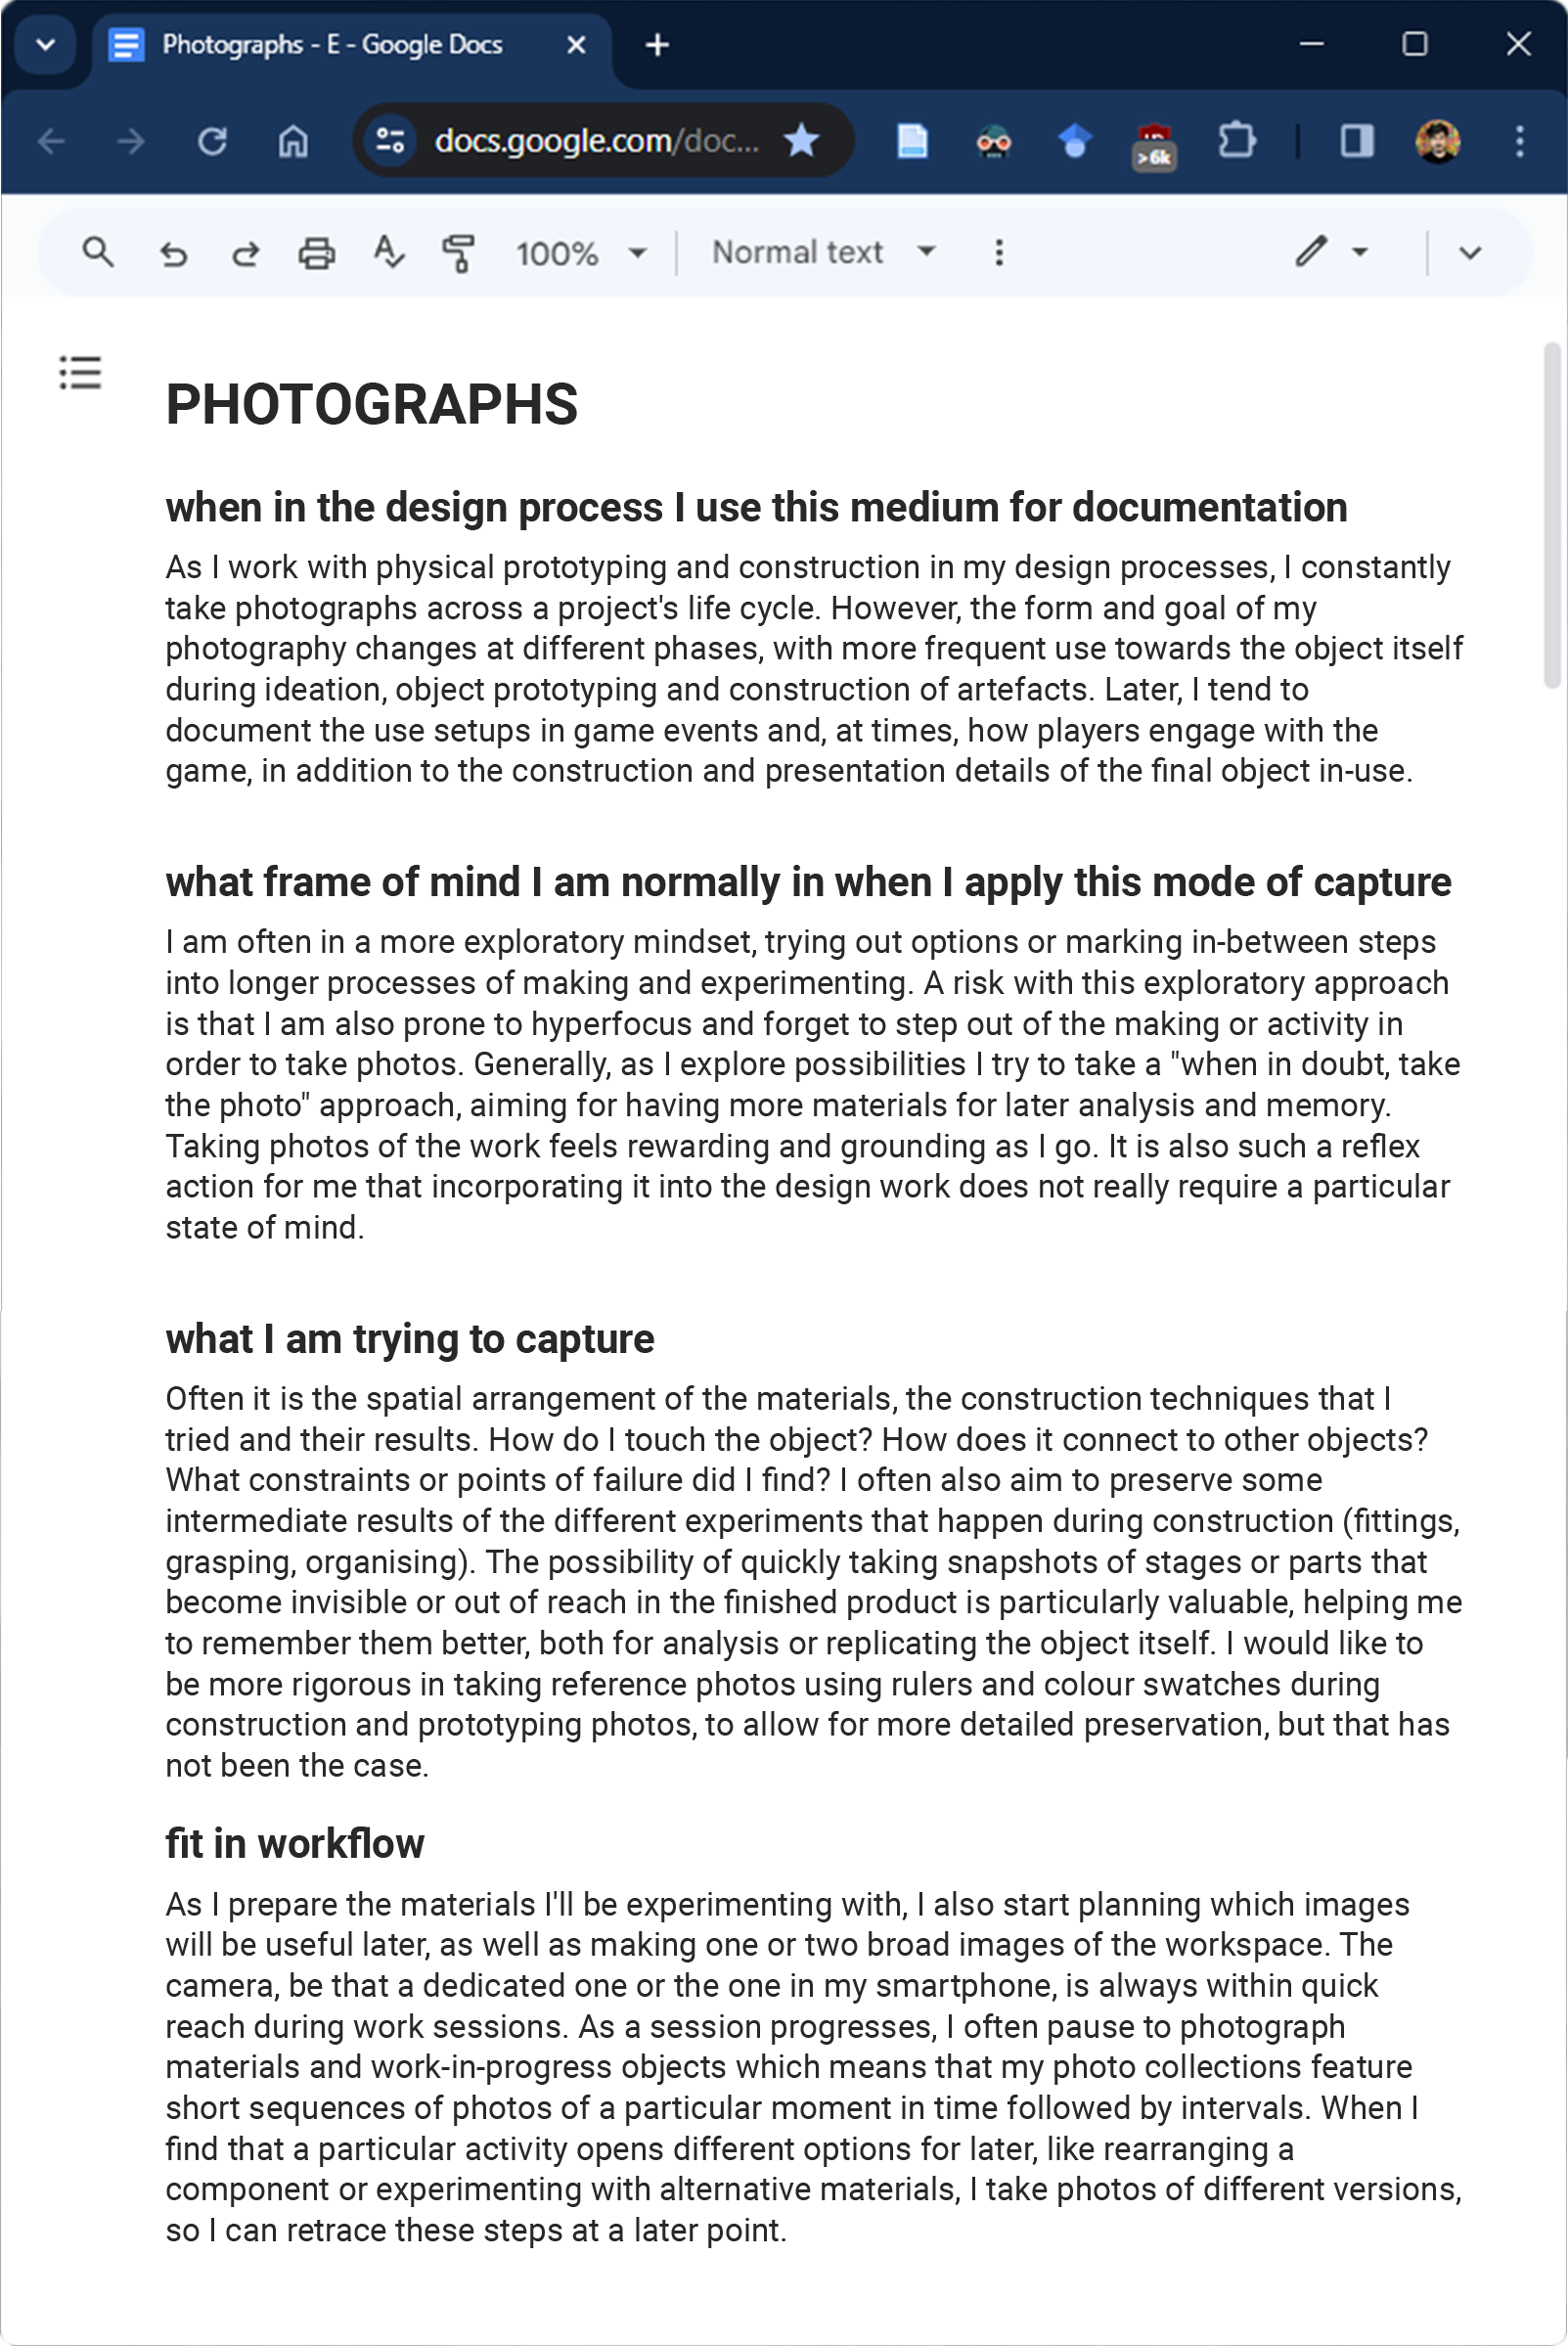 Photographs - E - Google Docs
docs.google.com/doc...
>6k
100%
Normal text
PHOTOGRAPHS
when in the design process I use this medium for documentation
As I work with physical prototyping and construction in my design processes, I constantly
take photographs across a project's life cycle. However, the form and goal of my
photography changes at different phases, with more frequent use towards the object itself
during ideation, object prototyping and construction of artefacts. Later, I tend to
document the use setups in game events and, at times, how players engage with the
game, in addition to the construction and presentation details of the final object in-use.
what frame of mind I am normally in when I apply this mode of capture
I am often in a more exploratory mindset, trying out options or marking in-between steps
into longer processes of making and experimenting. A risk with this exploratory approach
is that I am also prone to hyperfocus and forget to step out of the making or activity in
order to take photos. Generally, as I explore possibilities I try to take a "when in doubt, take
the photo" approach, aiming for having more materials for later analysis and memory.
Taking photos of the work feels rewarding and grounding as I go. It is also such a reflex
action for me that incorporating it into the design work does not really require a particular
state of mind.
what I am trying to capture
Often it is the spatial arrangement of the materials, the construction techniques that I
tried and their results. How do I touch the object? How does it connect to other objects?
What constraints or points of failure did I find? I often also aim to preserve some
intermediate results of the different experiments that happen during construction (fittings,
grasping, organising). The possibility of quickly taking snapshots of stages or parts that
become invisible or out of reach in the finished product is particularly valuable, helping me
to remember them better, both for analysis or replicating the object itself. I would like to
be more rigorous in taking reference photos using rulers and colour swatches during
construction and prototyping photos, to allow for more detailed preservation, but that has
not been the case.
fit in workflow
As I prepare the materials I'll be experimenting with, I also start planning which images
will be useful later, as well as making one or two broad images of the workspace. The
camera, be that a dedicated one or the one in my smartphone, is always within quick
reach during work sessions. As a session progresses, I often pause to photograph
materials and work-in-progress objects which means that my photo collections feature
short sequences of photos of a particular moment in time followed by intervals. When I
find that a particular activity opens different options for later, like rearranging a
component or experimenting with alternative materials, I take photos of different versions,
so I can retrace these steps at a later point.